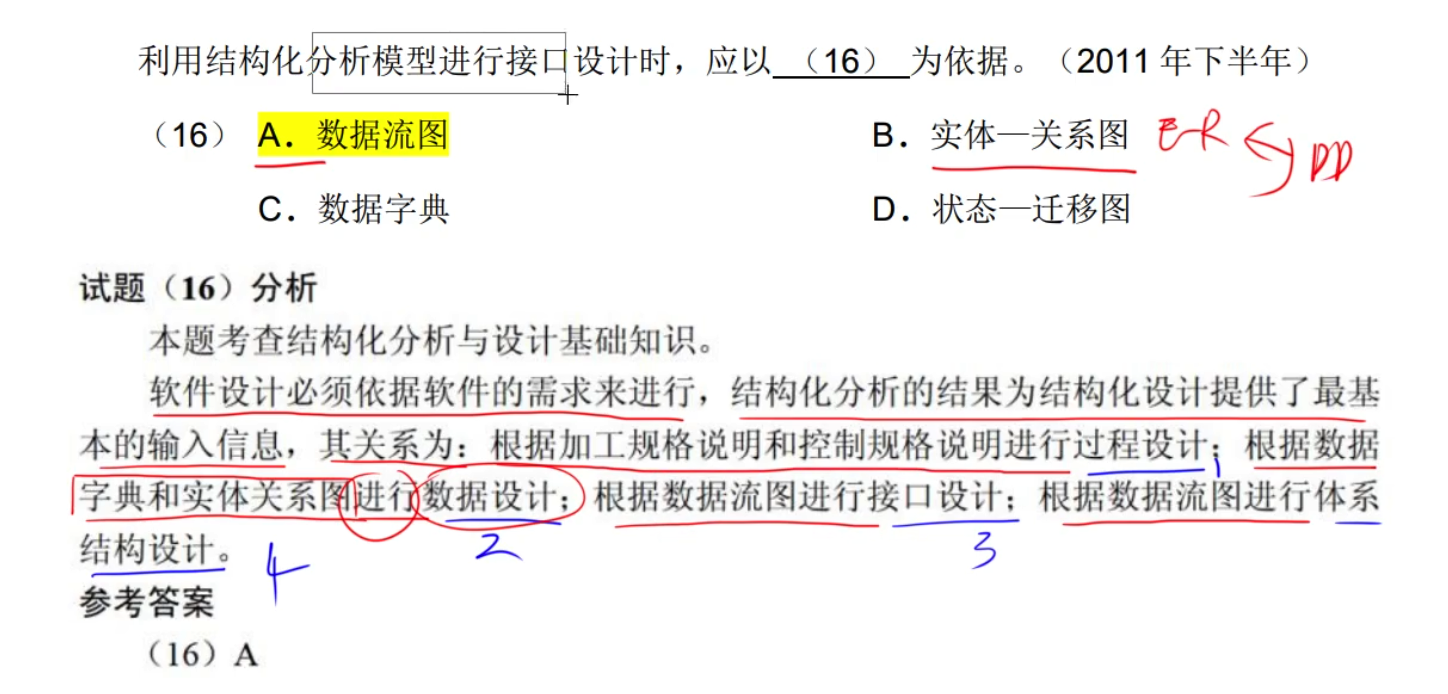 利用结构化分析模型进行接口设计时，应以 （16） 为依据。（2011 年下半年）
（16） A．数据流图 B．实体—关系图 E-R DD
C．数据字典 D．状态—迁移图
试题（16）分析
本题考查结构化分析与设计基础知识。
软件设计必须依据软件的需求来进行，结构化分析的结果为结构化设计提供了最基
本的输入信息，其关系为：根据加工规格说明和控制规格说明进行过程设计；根据数据 1
字典和实体关系图进行数据设计；根据数据流图进行接口设计；根据数据流图进行体系
结构设计。 4 2 3
参考答案
（16）A